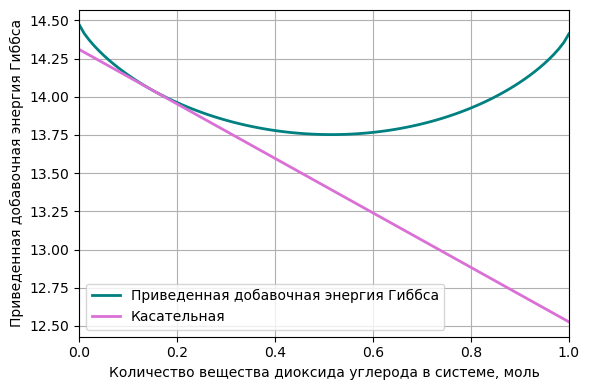 Приведенная добавочная энергия Гиббса
14.50
14.25
14.00
13.75
13.50
13.25
13.00
12.75
12.50
Приведенная добавочная энергия Гиббса
Касательная
0.0 0.2 0.4 0.6 0.8 1.0
Количество вещества диоксида углерода в системе, моль